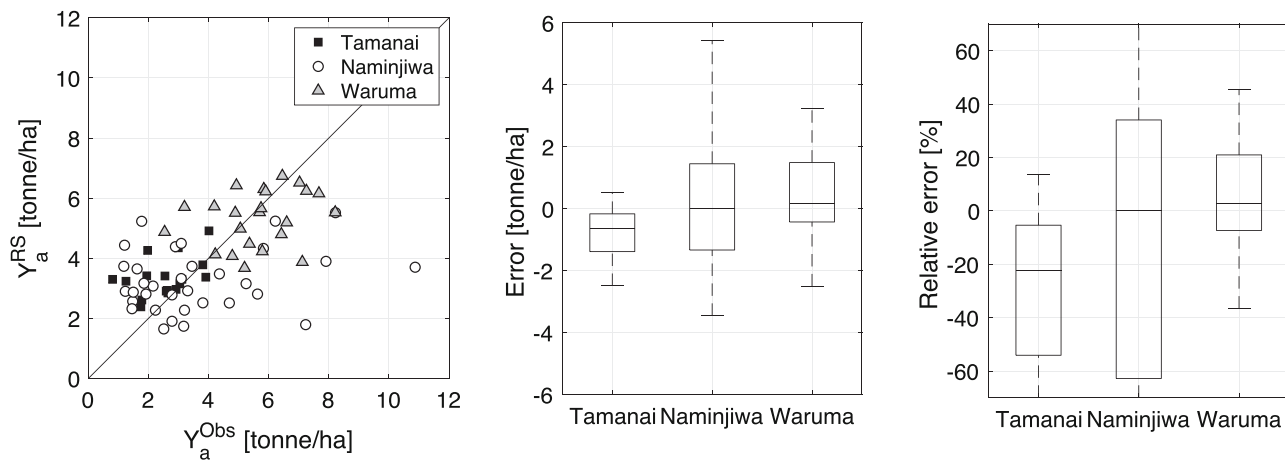 12
10
8
6
4
2
0
0 2 4 6 8 10 12
Y_a^RS [tonne/ha]
Y_a^Obs [tonne/ha]
Tamanai
Naminjiwa
Waruma
6
4
2
0
-2
-4
-6
Error [tonne/ha]
Tamanai Naminjiwa Waruma
60
40
20
0
-20
-40
-60
Relative error [%]
Tamanai Naminjiwa Waruma